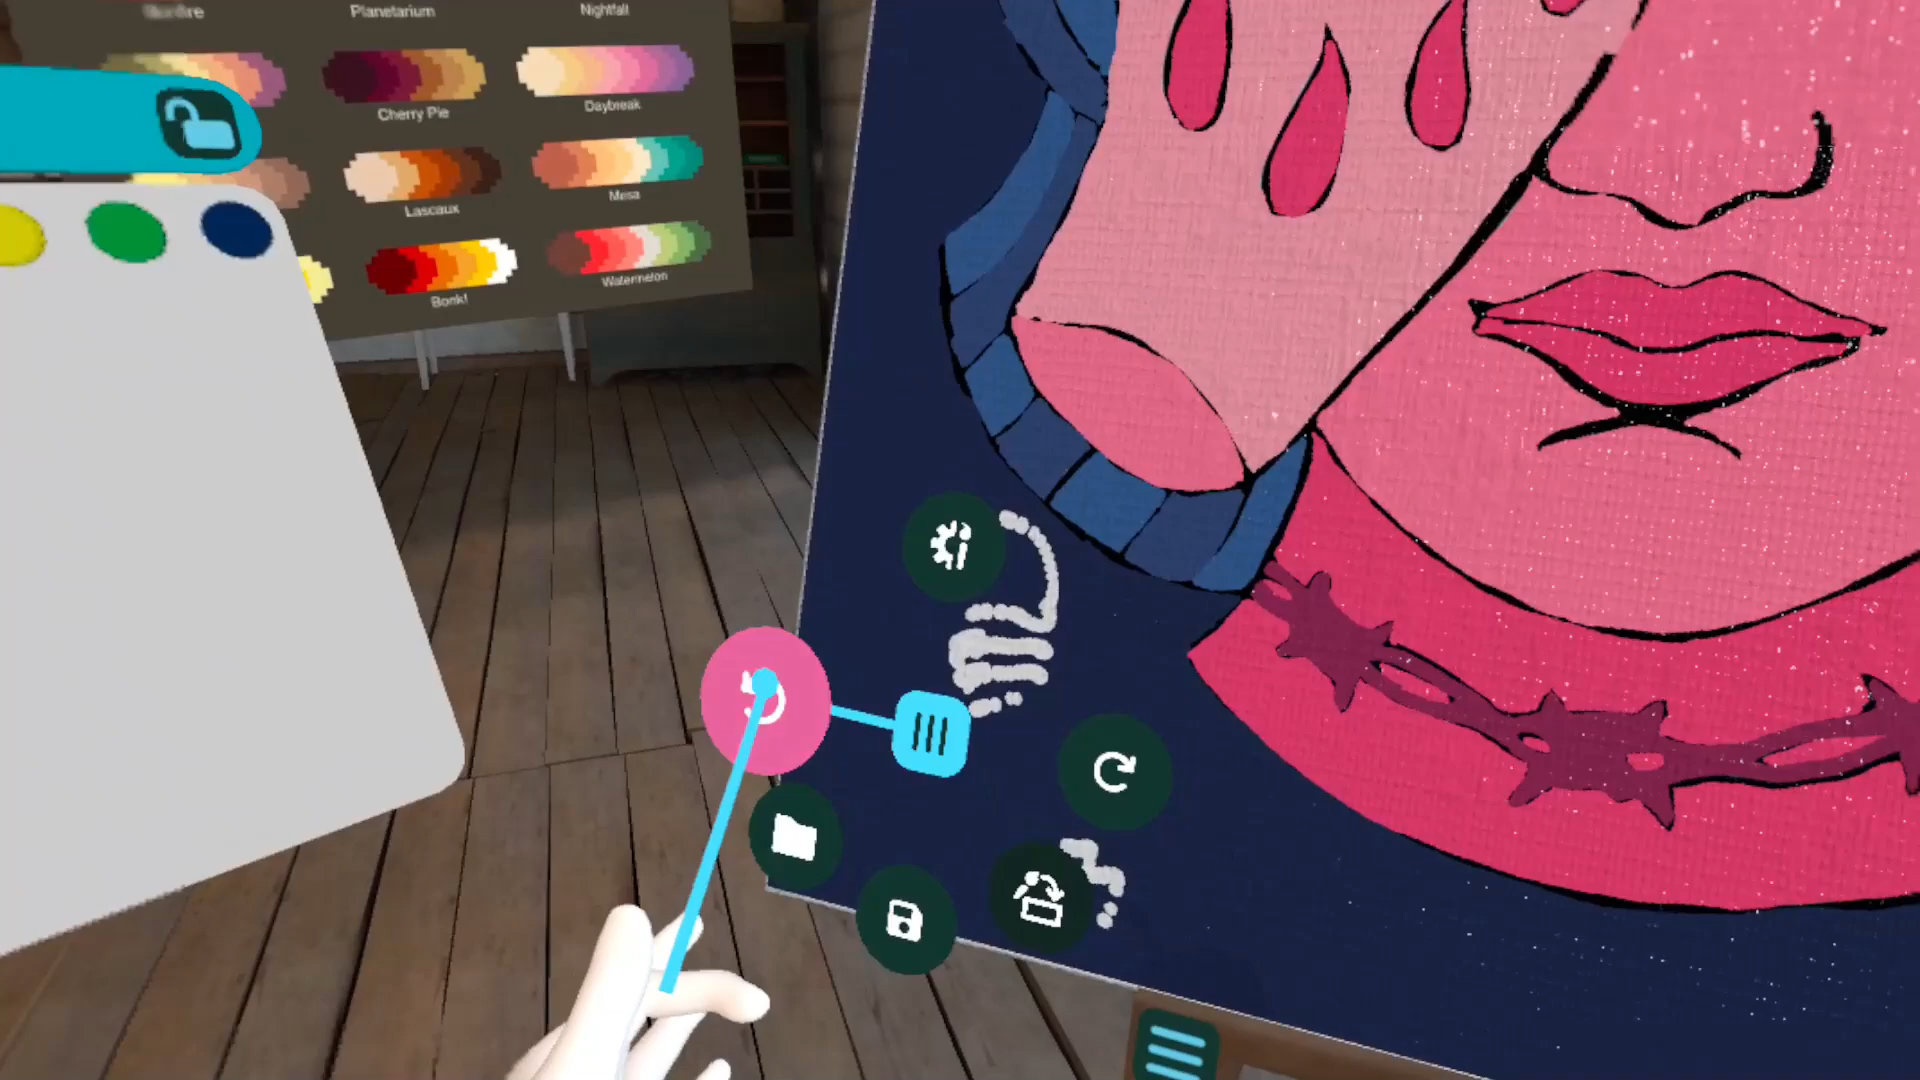 Planetarium
Nightfall
Cherry Pie
Daybreak
Lascaux
Mesa
Bonk!
Watermelon